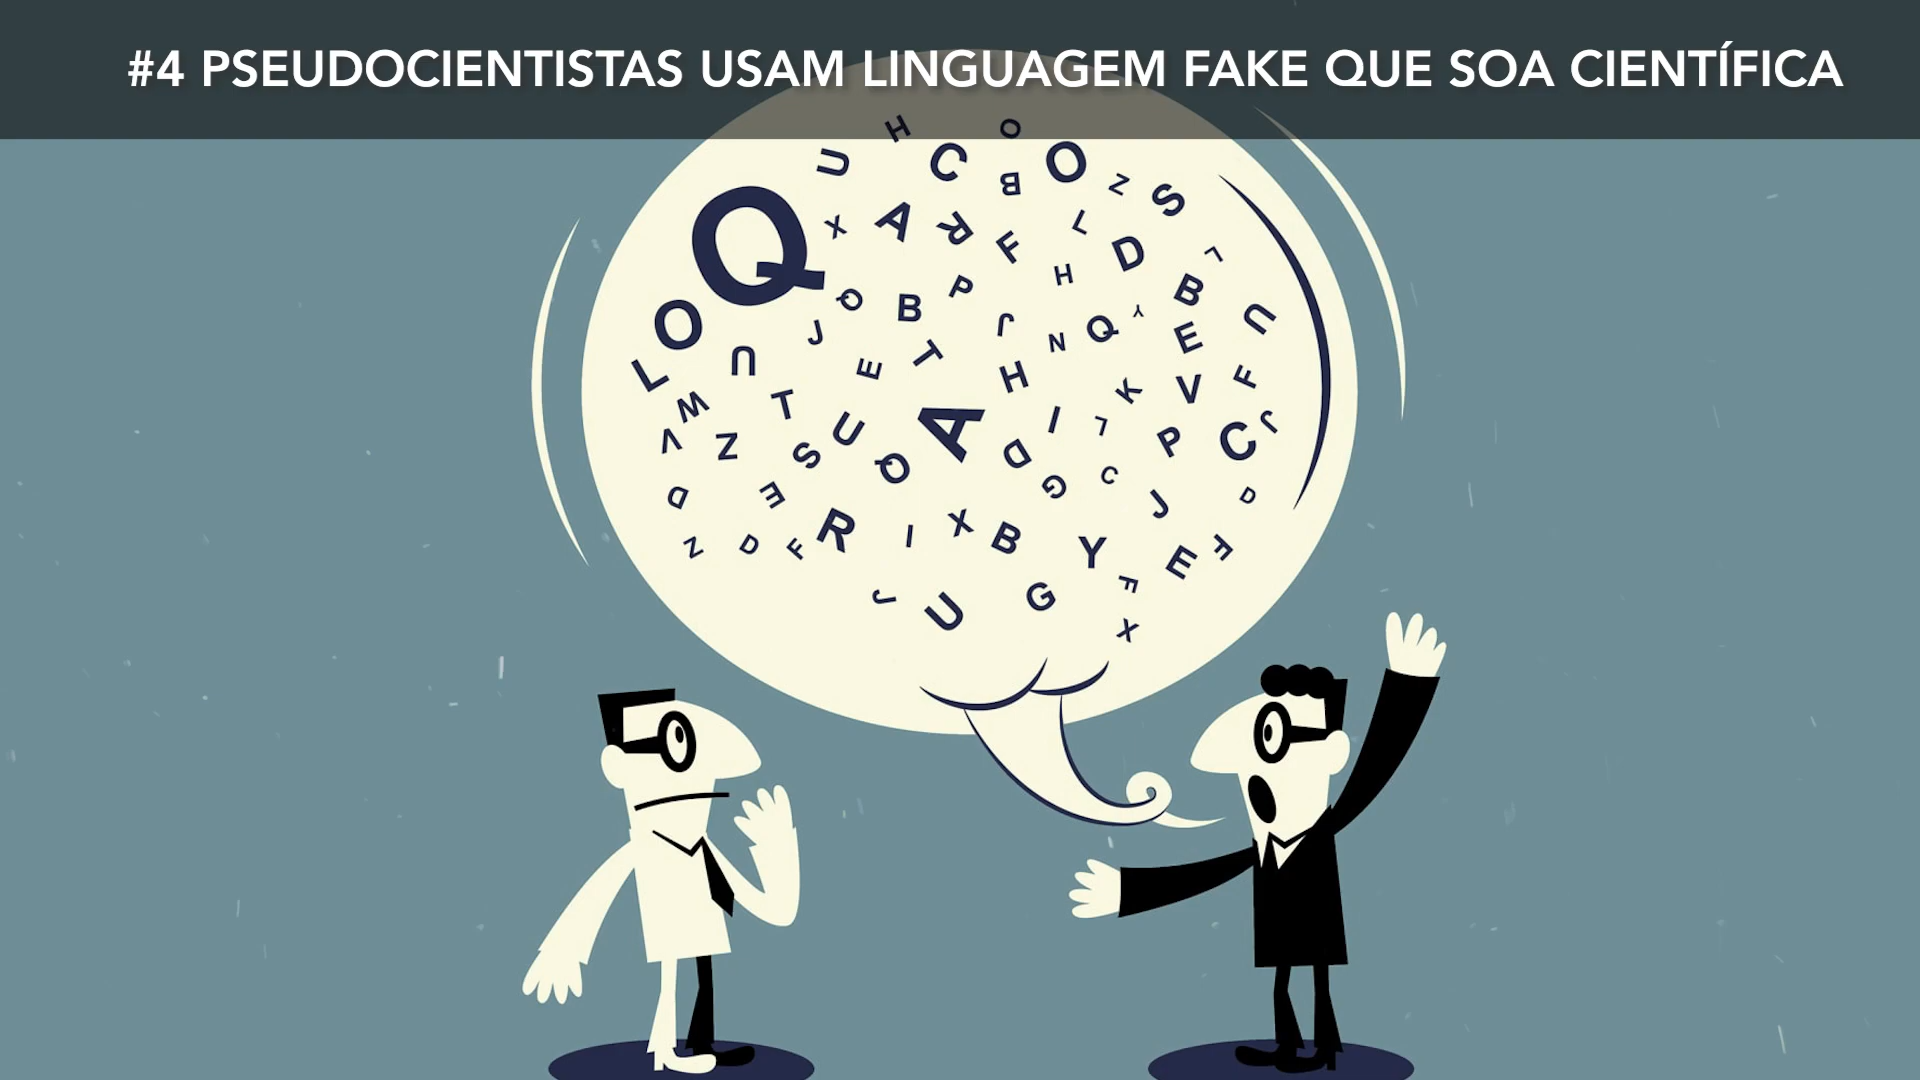 #4 PSEUDOCIENTISTAS USAM LINGUAGEM FAKE QUE SOA CIENTÍFICA
H O
U C B O Z S
Q X A R F L D L
O Q B P H B
L U J E T J N Q Y E U
W T H K V F
V Z S U Q A D I L P C J
D E R G C J D
Z D F I X B Y E F
J U G F
X